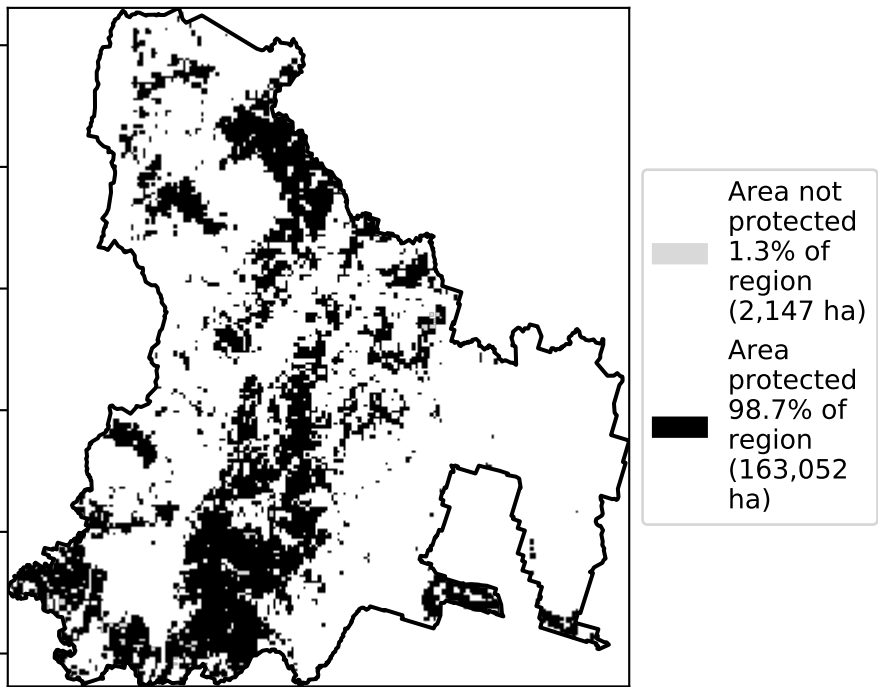 Area not
protected
1.3% of
region
(2,147 ha)
Area
protected
98.7% of
region
(163,052
ha)